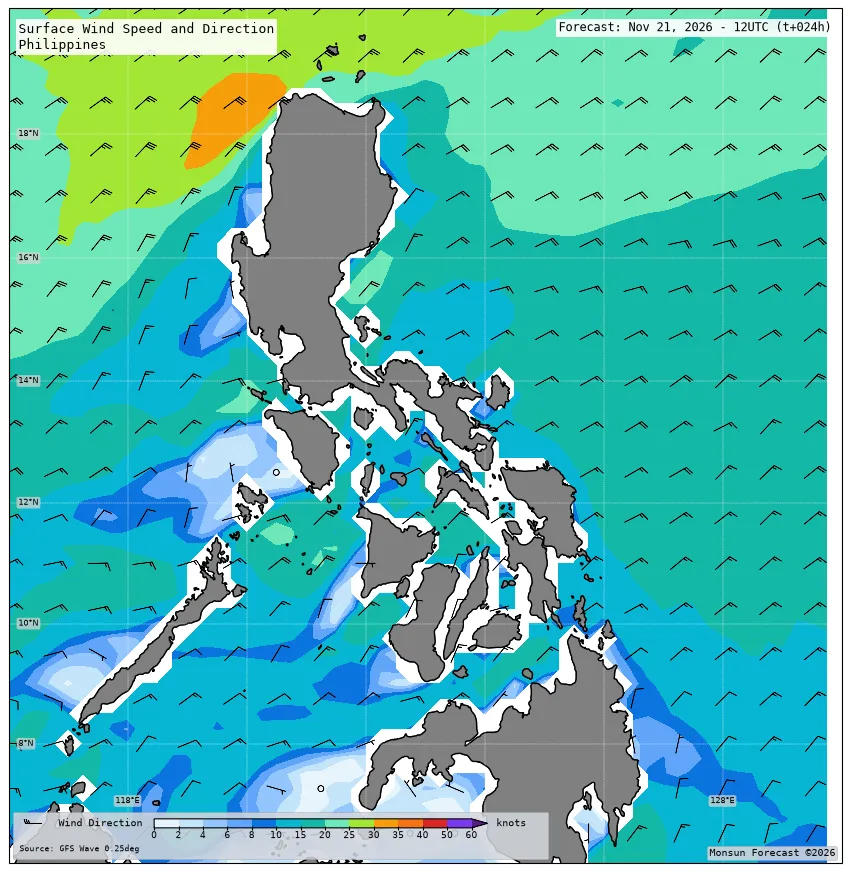 Surface Wind Speed and Direction
Philippines
Forecast: Nov 21, 2026 - 12UTC (t+024h)
18°N
16°N
14°N
12°N
10°N
8°N
118°E
128°E
Wind Direction
knots
0 2 4 6 8 10 15 20 25 30 35 40 50 60
Source: GFS Wave 0.25deg
Monsun Forecast ©2026